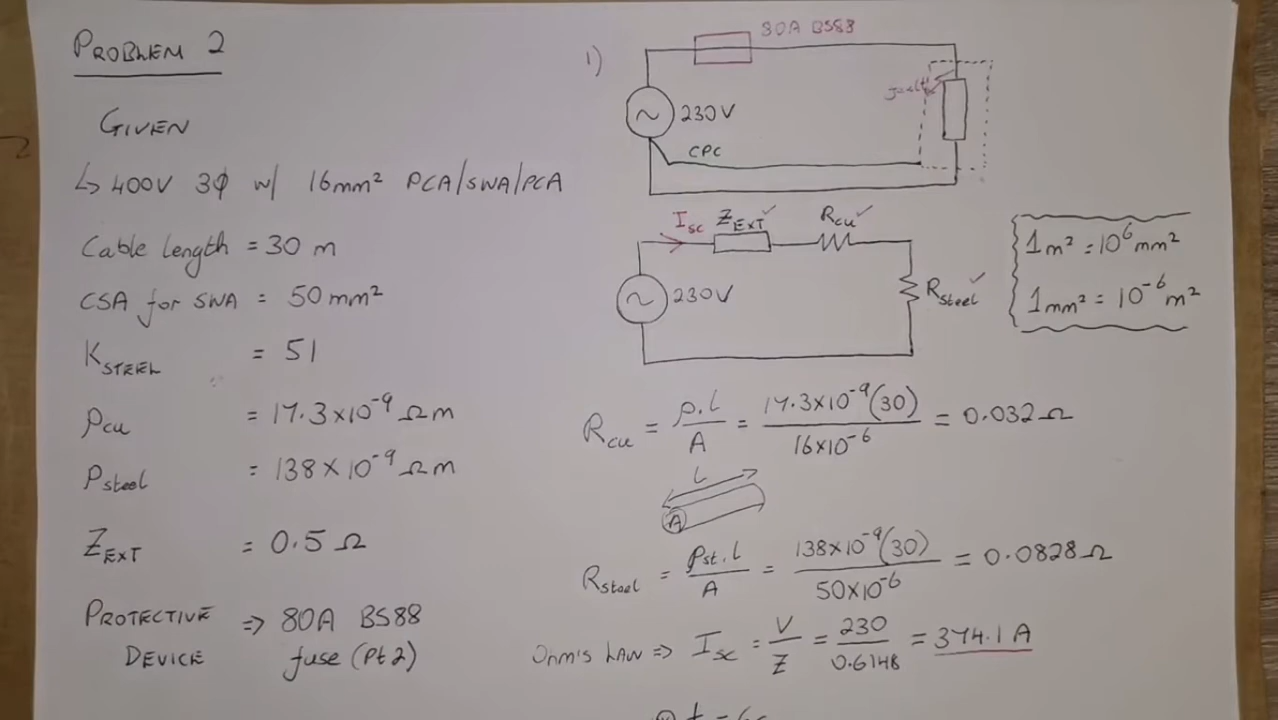 PROBLEM 2
GIVEN
↳ 400V 3φ w/ 16mm² PCA/SWA/PCA
Cable length = 30 m
CSA for SWA = 50 mm²
K_STEEL = 51
ρ_cu = 17.3×10⁻⁹ Ωm
ρ_steel = 138×10⁻⁹ Ωm
Z_EXT = 0.5 Ω
PROTECTIVE DEVICE => 80A BS88 fuse (Pt 2)
1)
80A BS88
fault
230V
CPC
I_sc Z_EXT ✓ R_cu ✓
230V
R_steel ✓
1m² = 10⁶ mm²
1mm² = 10⁻⁶ m²
R_cu = ρ.l / A = 17.3×10⁻⁹(30) / 16×10⁻⁶ = 0.032 Ω
L
A
R_steel = ρ_st.l / A = 138×10⁻⁹(30) / 50×10⁻⁶ = 0.0828 Ω
Ohm's LAW => I_sc = V / Z = 230 / 0.6148 = 374.1 A